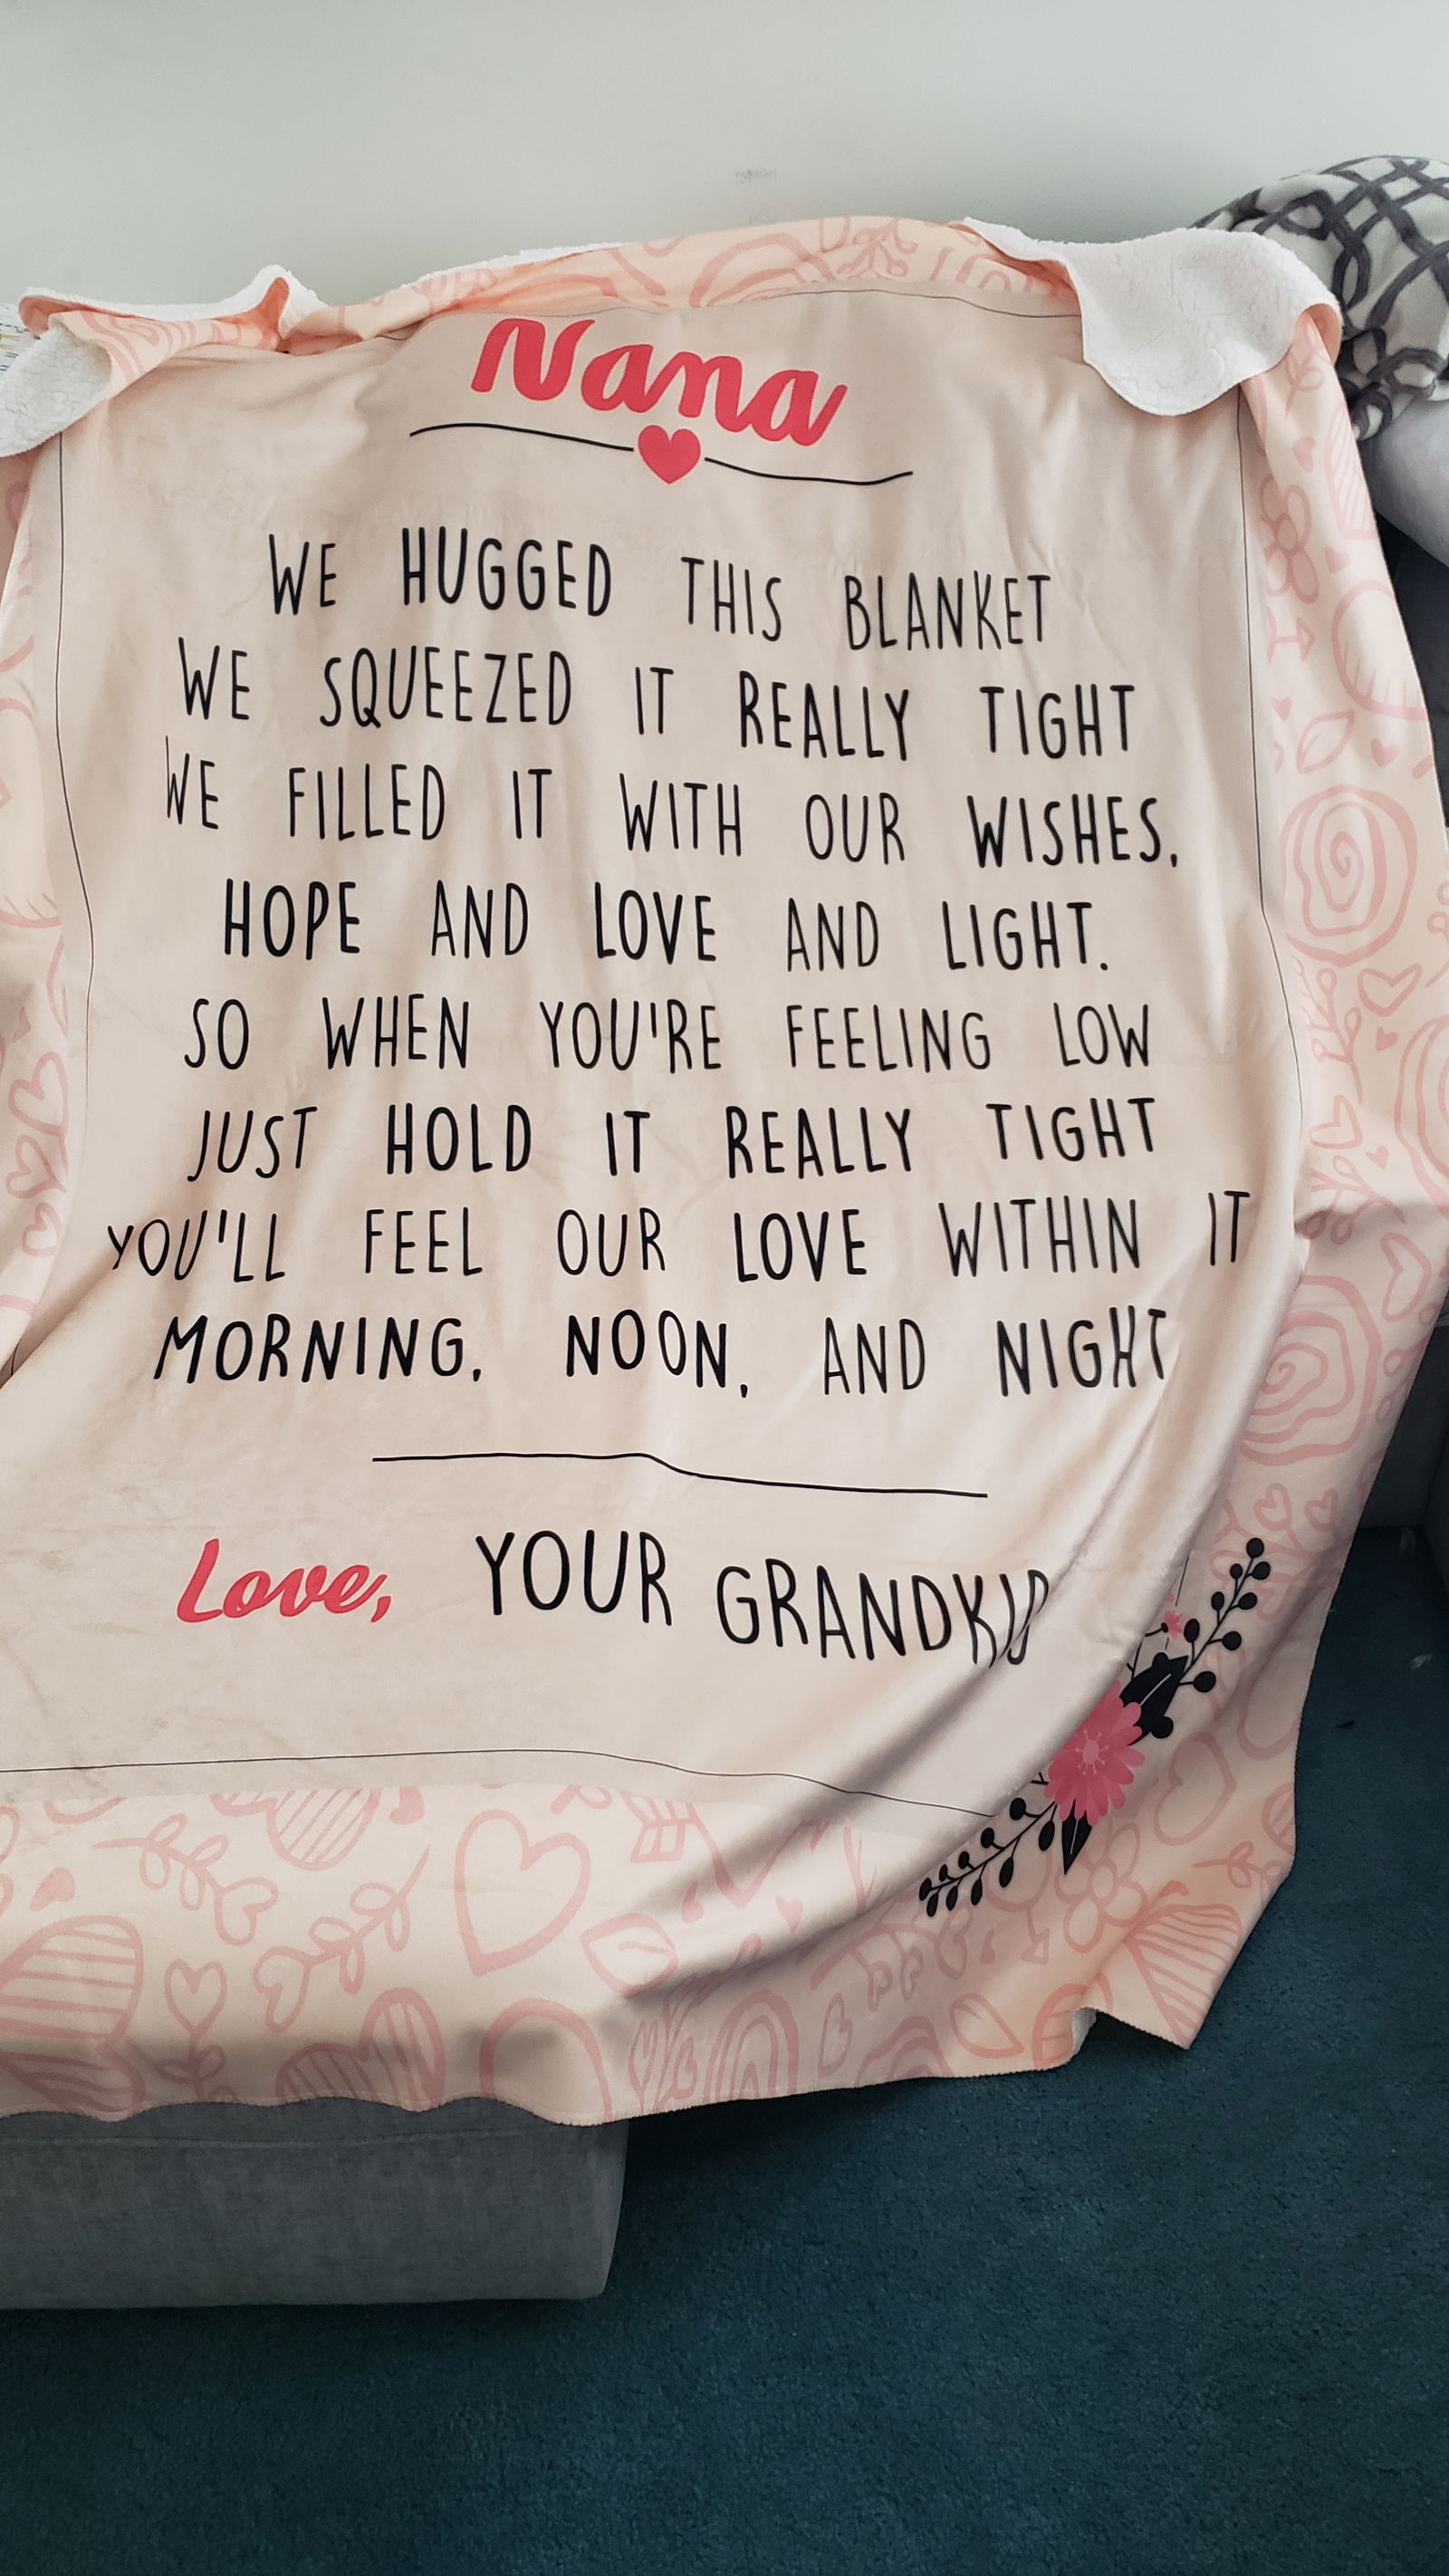 Nana
WE HUGGED THIS BLANKET
WE SQUEEZED IT REALLY TIGHT
WE FILLED IT WITH OUR WISHES,
HOPE AND LOVE AND LIGHT.
SO WHEN YOU'RE FEELING LOW
JUST HOLD IT REALLY TIGHT
YOU'LL FEEL OUR LOVE WITHIN IT
MORNING, NOON, AND NIGHT
Love, YOUR